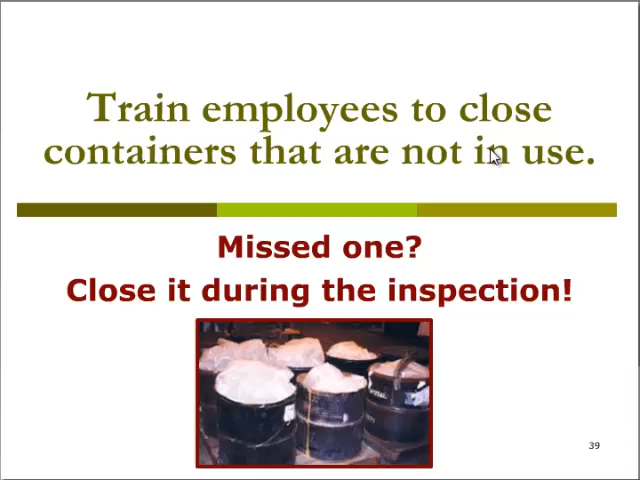 Train employees to close
containers that are not in use.
Missed one?
Close it during the inspection!
39